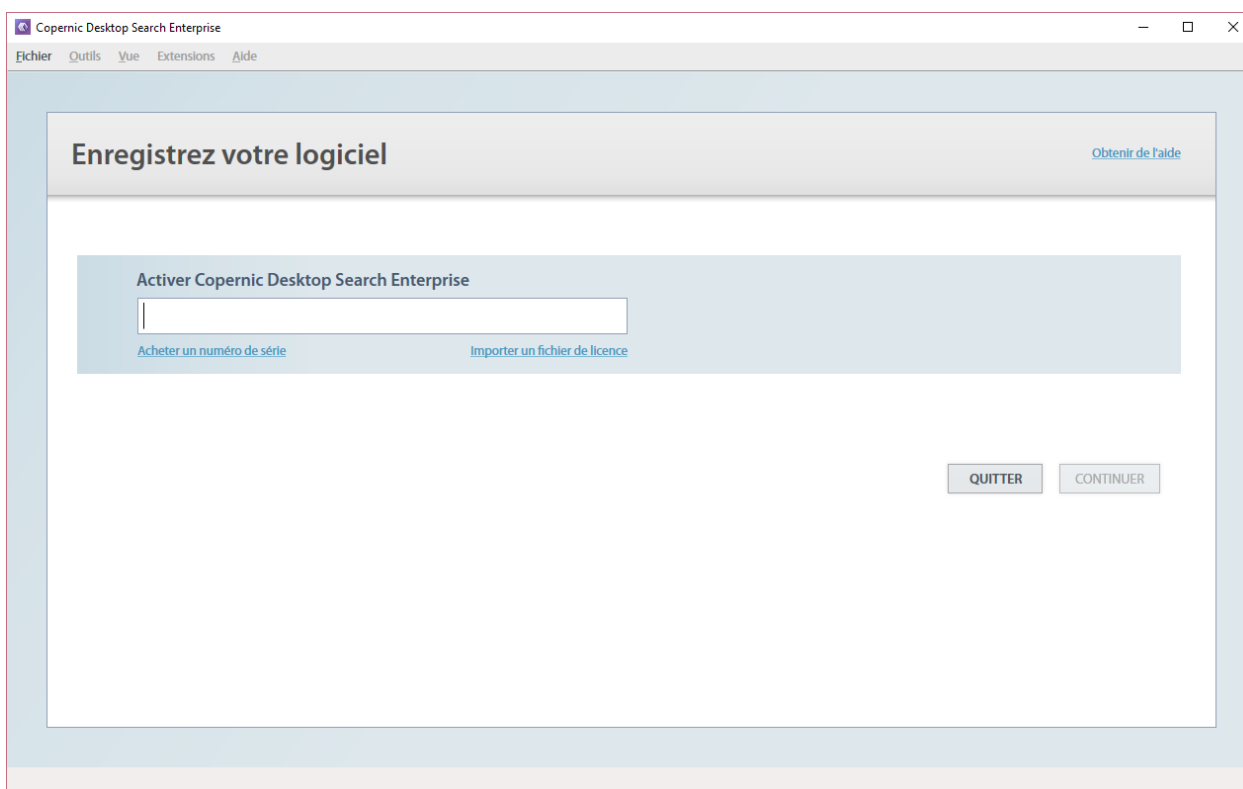 Copernic Desktop Search Enterprise
Fichier Outils Vue Extensions Aide
Enregistrez votre logiciel
Obtenir de l'aide
Activer Copernic Desktop Search Enterprise
Acheter un numéro de série
Importer un fichier de licence
QUITTER
CONTINUER